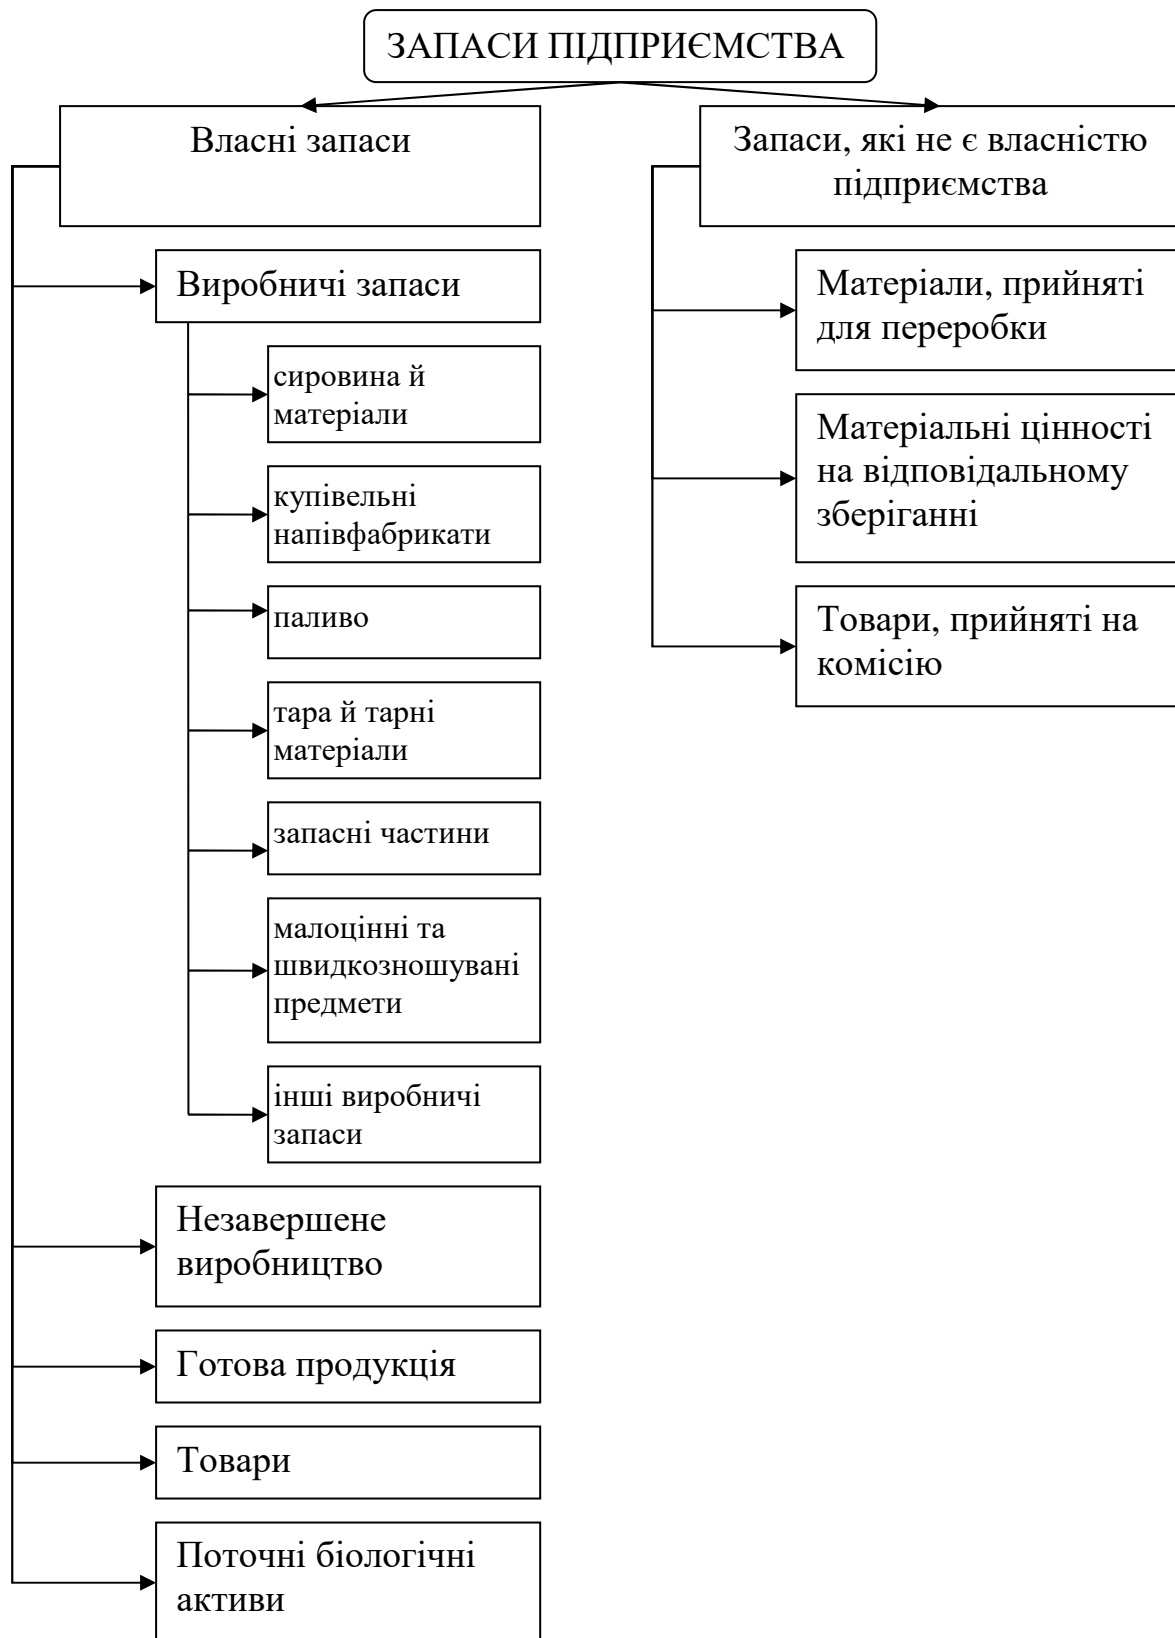 ЗАПАСИ ПІДПРИЄМСТВА
Власні запаси
Виробничі запаси
сировина й
матеріали
купівельні
напівфабрикати
паливо
тара й тарні
матеріали
запасні частини
малоцінні та
швидкозношувані
предмети
інші виробничі
запаси
Незавершене
виробництво
Готова продукція
Товари
Поточні біологічні
активи
Запаси, які не є власністю
підприємства
Матеріали, прийняті
для переробки
Матеріальні цінності
на відповідальному
зберіганні
Товари, прийняті на
комісію